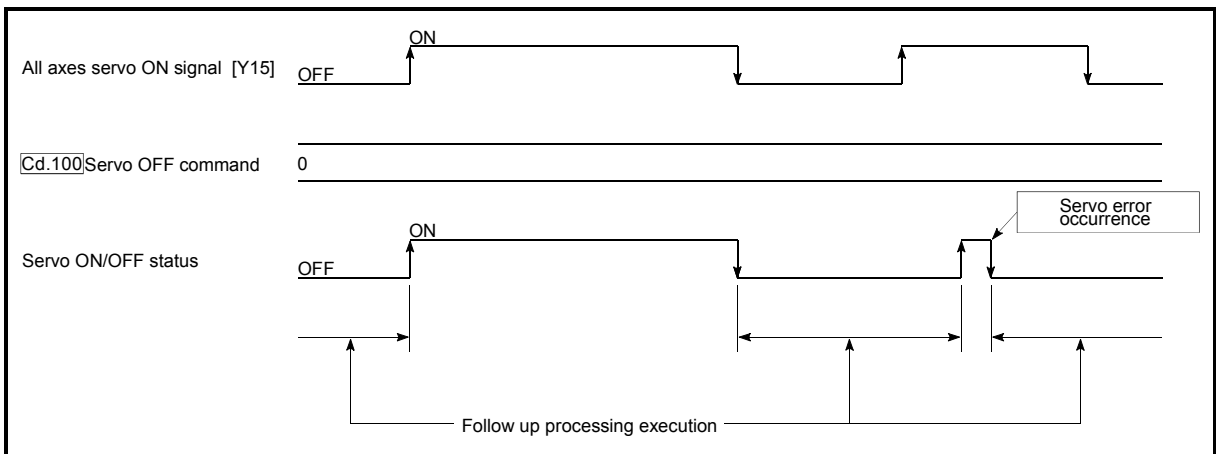 ON
All axes servo ON signal [Y15]
OFF
Cd.100 Servo OFF command
0
Servo error
occurrence
ON
Servo ON/OFF status
OFF
Follow up processing execution